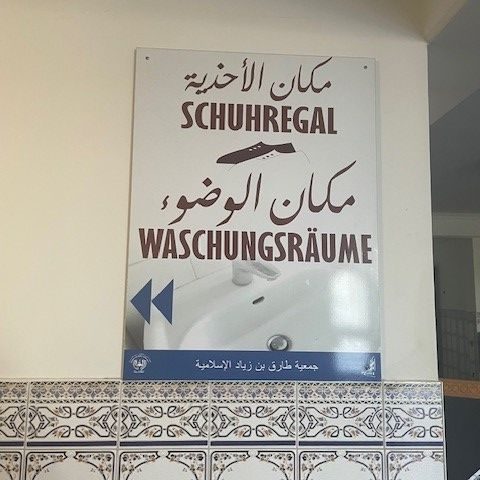 مكان الأحذية
SCHUHREGAL
مكان الوضوء
WASCHUNGSRÄUME
جمعية طارق بن زياد الإسلامية